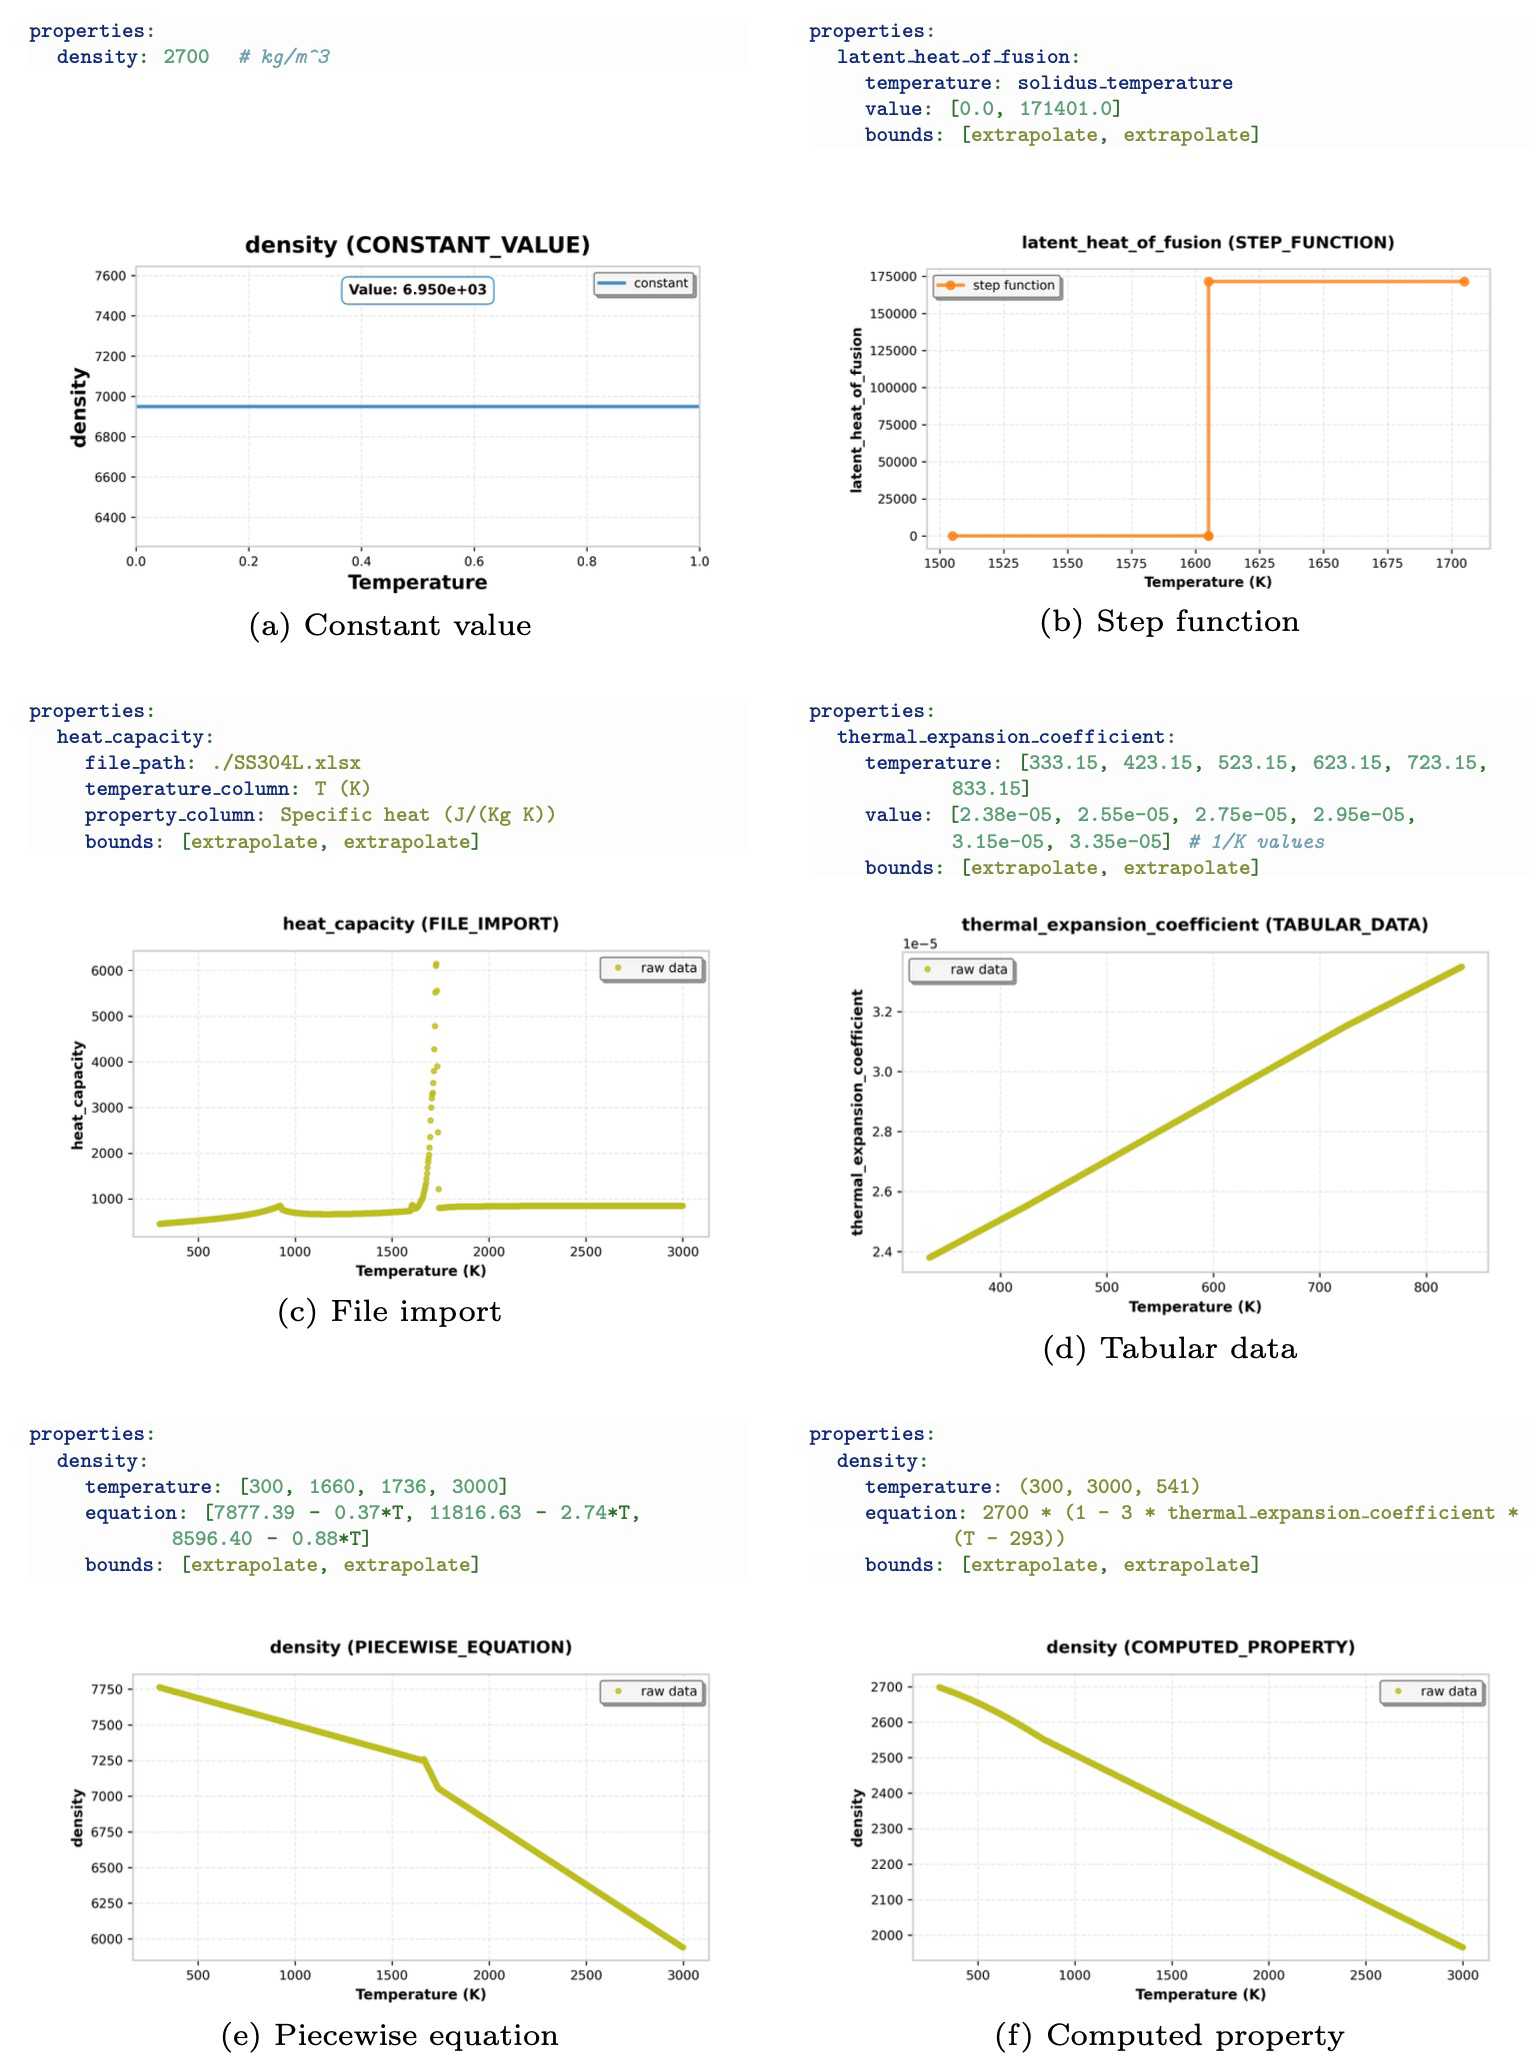 properties:
density: 2700 # kg/m^3
density (CONSTANT_VALUE)
Value: 6.950e+03
constant
7600
7400
7200
7000
6800
6600
6400
density
0.0 0.2 0.4 0.6 0.8 1.0
Temperature
(a) Constant value
properties:
latent_heat_of_fusion:
temperature: solidus_temperature
value: [0.0, 171401.0]
bounds: [extrapolate, extrapolate]
latent_heat_of_fusion (STEP_FUNCTION)
step function
175000
150000
125000
100000
75000
50000
25000
0
latent_heat_of_fusion
1500 1525 1550 1575 1600 1625 1650 1675 1700
Temperature (K)
(b) Step function
properties:
heat_capacity:
file_path: ./SS304L.xlsx
temperature_column: T (K)
property_column: Specific heat (J/(Kg K))
bounds: [extrapolate, extrapolate]
heat_capacity (FILE_IMPORT)
raw data
6000
5000
4000
3000
2000
1000
heat_capacity
500 1000 1500 2000 2500 3000
Temperature (K)
(c) File import
properties:
thermal_expansion_coefficient:
temperature: [333.15, 423.15, 523.15, 623.15, 723.15,
833.15]
value: [2.38e-05, 2.55e-05, 2.75e-05, 2.95e-05,
3.15e-05, 3.35e-05] # 1/K values
bounds: [extrapolate, extrapolate]
thermal_expansion_coefficient (TABULAR_DATA)
1e−5
raw data
3.2
3.0
2.8
2.6
2.4
thermal_expansion_coefficient
400 500 600 700 800
Temperature (K)
(d) Tabular data
properties:
density:
temperature: [300, 1660, 1736, 3000]
equation: [7877.39 - 0.37*T, 11816.63 - 2.74*T,
8596.40 - 0.88*T]
bounds: [extrapolate, extrapolate]
density (PIECEWISE_EQUATION)
raw data
7750
7500
7250
7000
6750
6500
6250
6000
density
500 1000 1500 2000 2500 3000
Temperature (K)
(e) Piecewise equation
properties:
density:
temperature: (300, 3000, 541)
equation: 2700 * (1 - 3 * thermal_expansion_coefficient *
(T - 293))
bounds: [extrapolate, extrapolate]
density (COMPUTED_PROPERTY)
raw data
2700
2600
2500
2400
2300
2200
2100
2000
density
500 1000 1500 2000 2500 3000
Temperature (K)
(f) Computed property